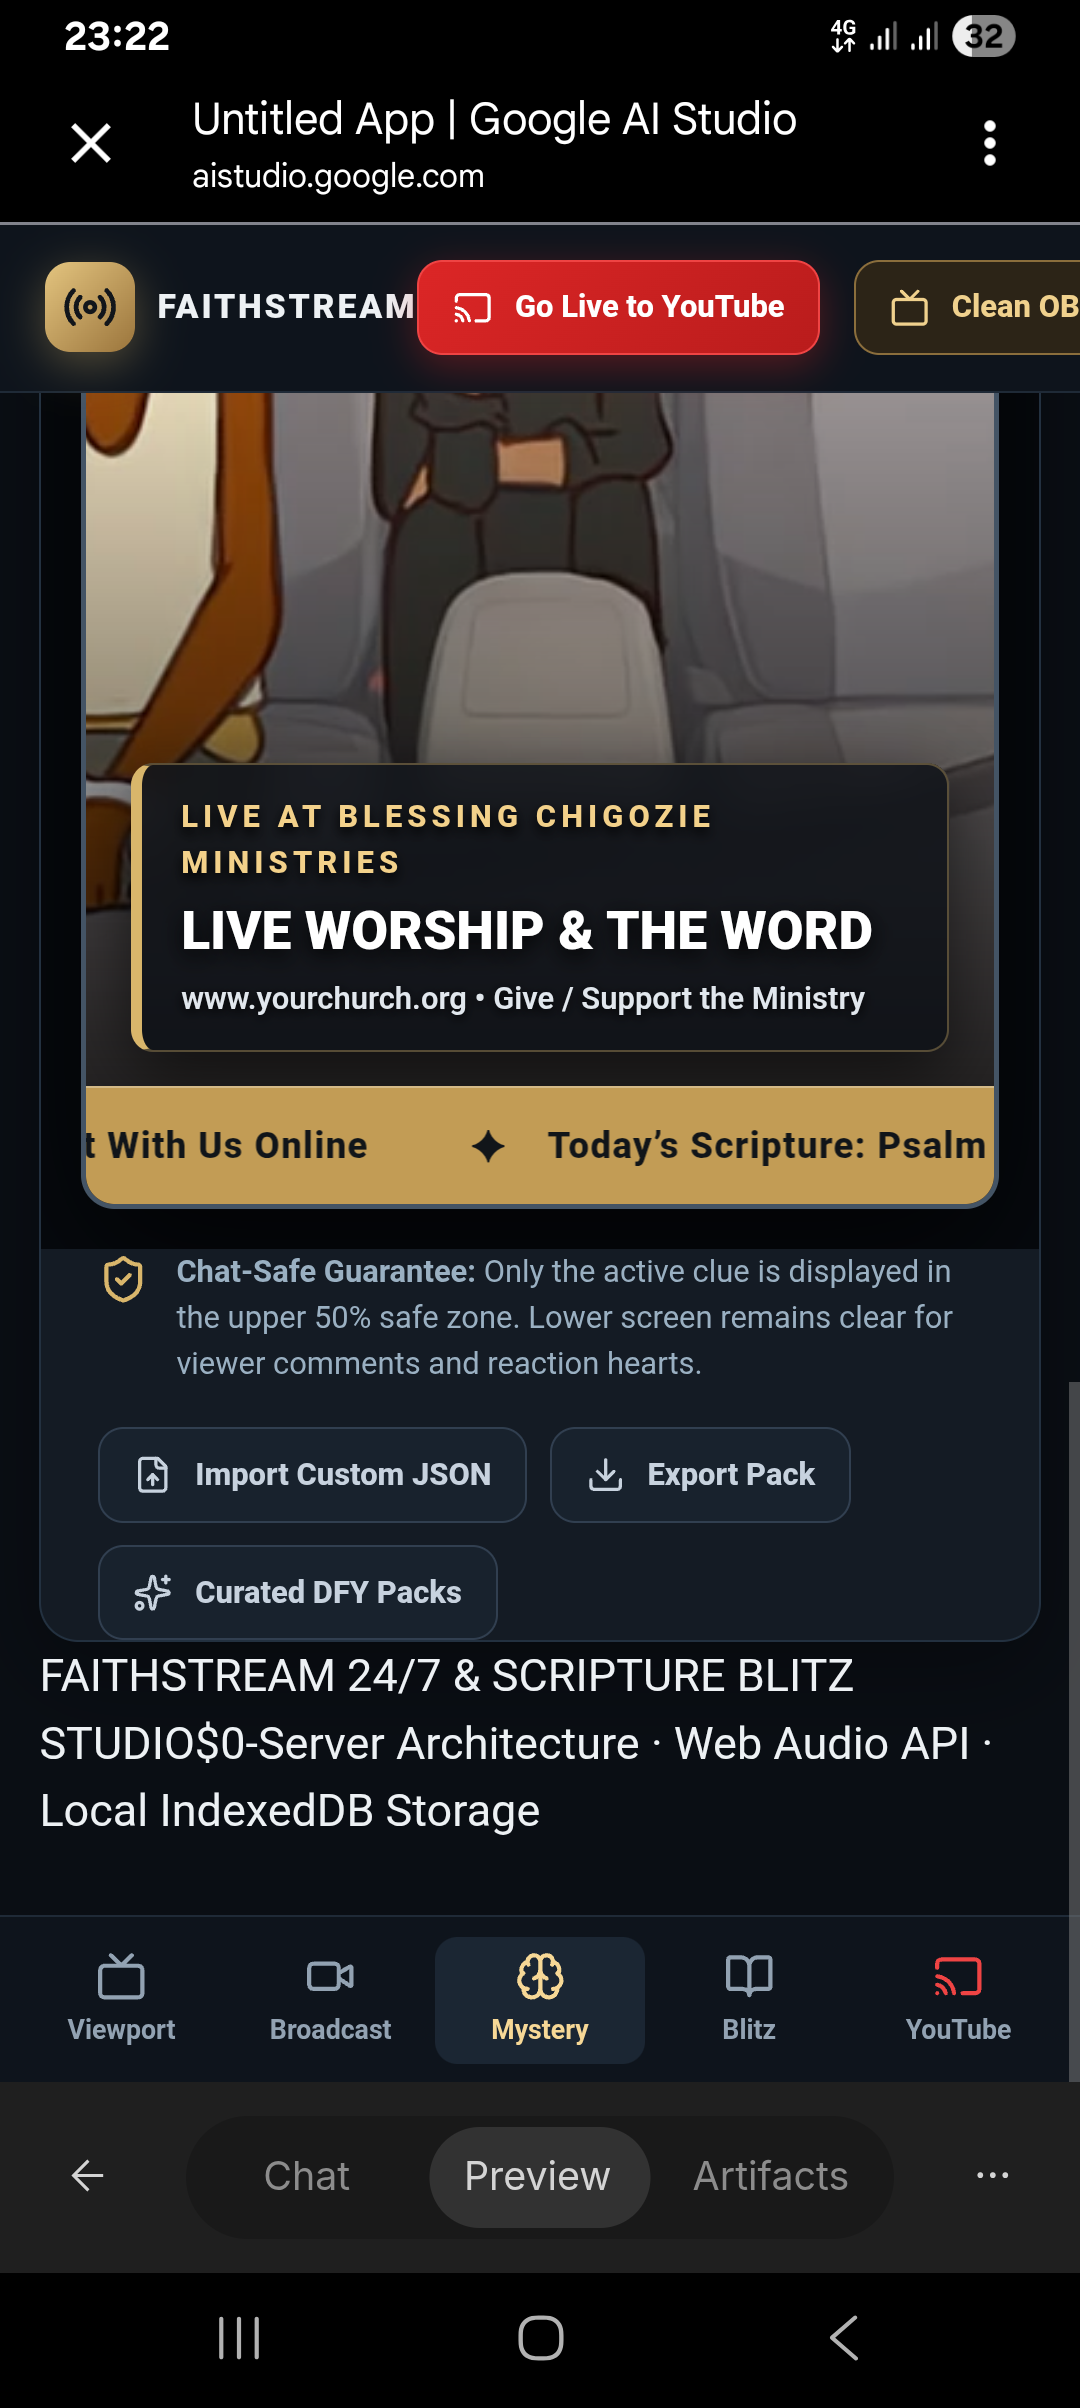 23:22
4G
32
Untitled App | Google AI Studio
aistudio.google.com
FAITHSTREAM
Go Live to YouTube
Clean OB
LIVE AT BLESSING CHIGOZIE
MINISTRIES
LIVE WORSHIP & THE WORD
www.yourchurch.org • Give / Support the Ministry
t With Us Online ✦ Today’s Scripture: Psalm
Chat-Safe Guarantee: Only the active clue is displayed in
the upper 50% safe zone. Lower screen remains clear for
viewer comments and reaction hearts.
Import Custom JSON
Export Pack
Curated DFY Packs
FAITHSTREAM 24/7 & SCRIPTURE BLITZ
STUDIO$0-Server Architecture · Web Audio API ·
Local IndexedDB Storage
Viewport
Broadcast
Mystery
Blitz
YouTube
Chat
Preview
Artifacts